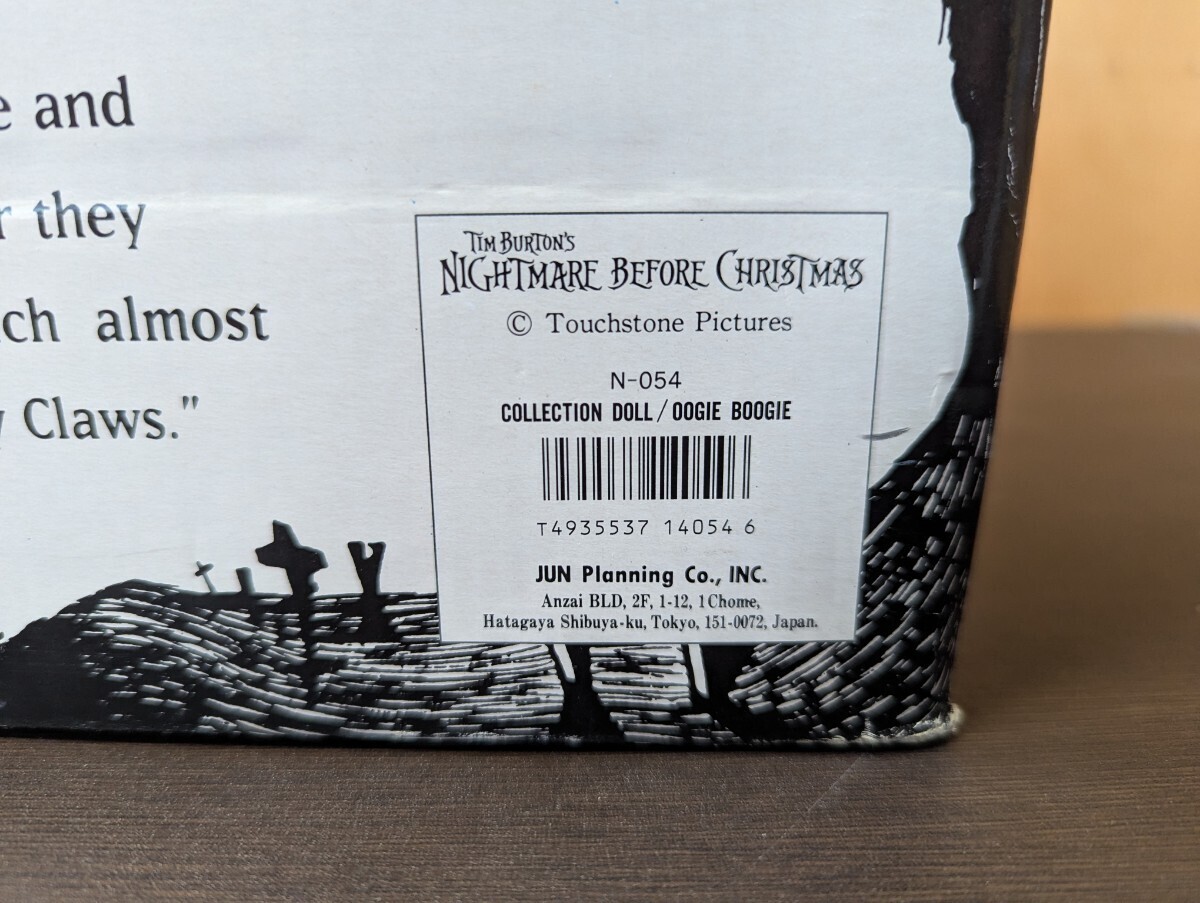 and
they
almost
Claws."
TIM BURTON'S
NIGHTMARE BEFORE CHRISTMAS
© Touchstone Pictures
N-054
COLLECTION DOLL/OOGIE BOOGIE
T4935537 14054 6
JUN Planning Co., INC.
Anzai BLD, 2F, 1-12, 1Chome,
Hatagaya Shibuya-ku, Tokyo, 151-0072, Japan.